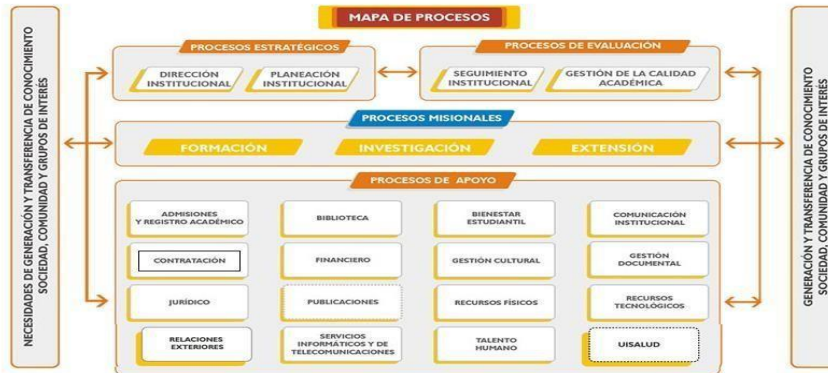 MAPA DE PROCESOS
NECESIDADES DE GENERACIÓN Y TRANSFERENCIA DE CONOCIMIENTO
SOCIEDAD, COMUNIDAD Y GRUPOS DE INTERÉS
PROCESOS ESTRATÉGICOS
DIRECCIÓN
INSTITUCIONAL
PLANEACIÓN
INSTITUCIONAL
PROCESOS DE EVALUACIÓN
SEGUIMIENTO
INSTITUCIONAL
GESTIÓN DE LA CALIDAD
ACADÉMICA
PROCESOS MISIONALES
FORMACIÓN
INVESTIGACIÓN
EXTENSIÓN
PROCESOS DE APOYO
ADMISIONES
Y REGISTRO ACADÉMICO
BIBLIOTECA
BIENESTAR
ESTUDIANTIL
COMUNICACIÓN
INSTITUCIONAL
CONTRATACIÓN
FINANCIERO
GESTIÓN CULTURAL
GESTIÓN
DOCUMENTAL
JURÍDICO
PUBLICACIONES
RECURSOS FÍSICOS
RECURSOS
TECNOLÓGICOS
RELACIONES
EXTERIORES
SERVICIOS
INFORMÁTICOS Y DE
TELECOMUNICACIONES
TALENTO
HUMANO
UISALUD
GENERACIÓN Y TRANSFERENCIA DE CONOCIMIENTO
SOCIEDAD, COMUNIDAD Y GRUPOS DE INTERÉS